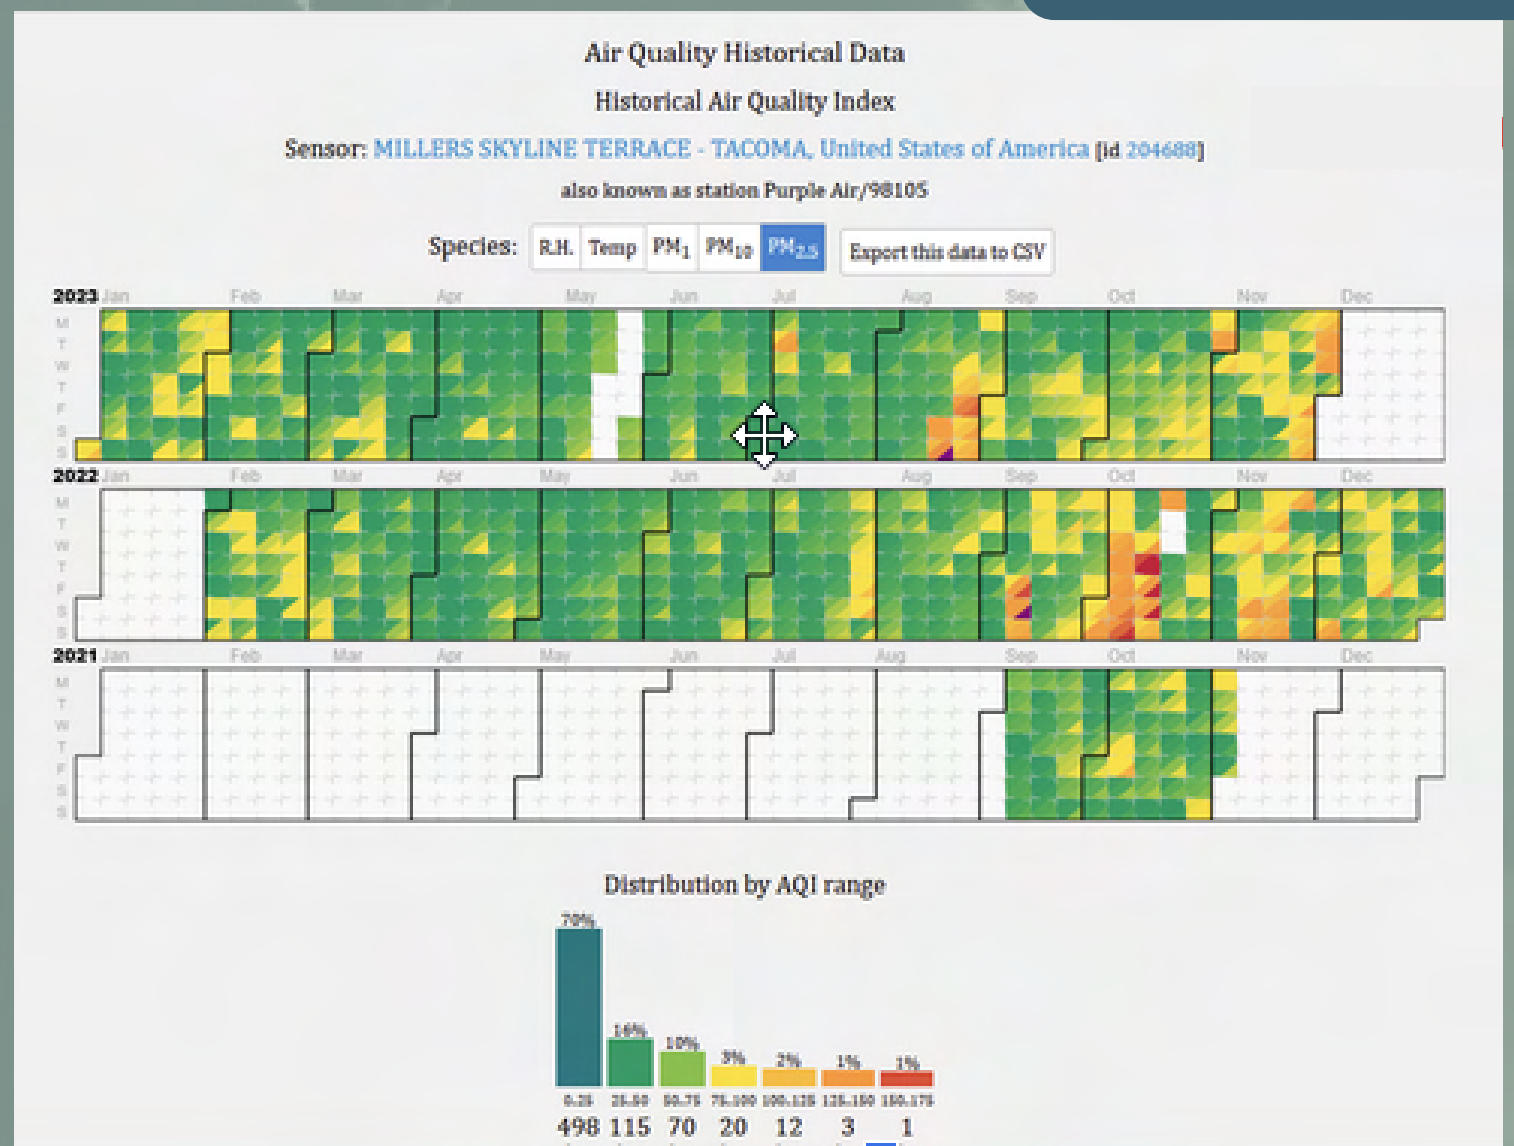 Air Quality Historical Data
Historical Air Quality Index
Sensor: MILLERS SKYLINE TERRACE - TACOMA, United States of America [id 204688]
also known as station Purple Air/98105
Species: R.H. Temp PM1 PM10 PM2.5 Export this data to CSV
2023 Jan Feb Mar Apr May Jun Jul Aug Sep Oct Nov Dec
M
T
W
T
F
S
S
2022 Jan Feb Mar Apr May Jun Jul Aug Sep Oct Nov Dec
M
T
W
T
F
S
S
2021 Jan Feb Mar Apr May Jun Jul Aug Sep Oct Nov Dec
M
T
W
T
F
S
S
Distribution by AQI range
70%
16%
10%
3% 2% 1% 1%
0..25 25..50 50..75 75..100 100..125 125..150 150..175
498 115 70 20 12 3 1